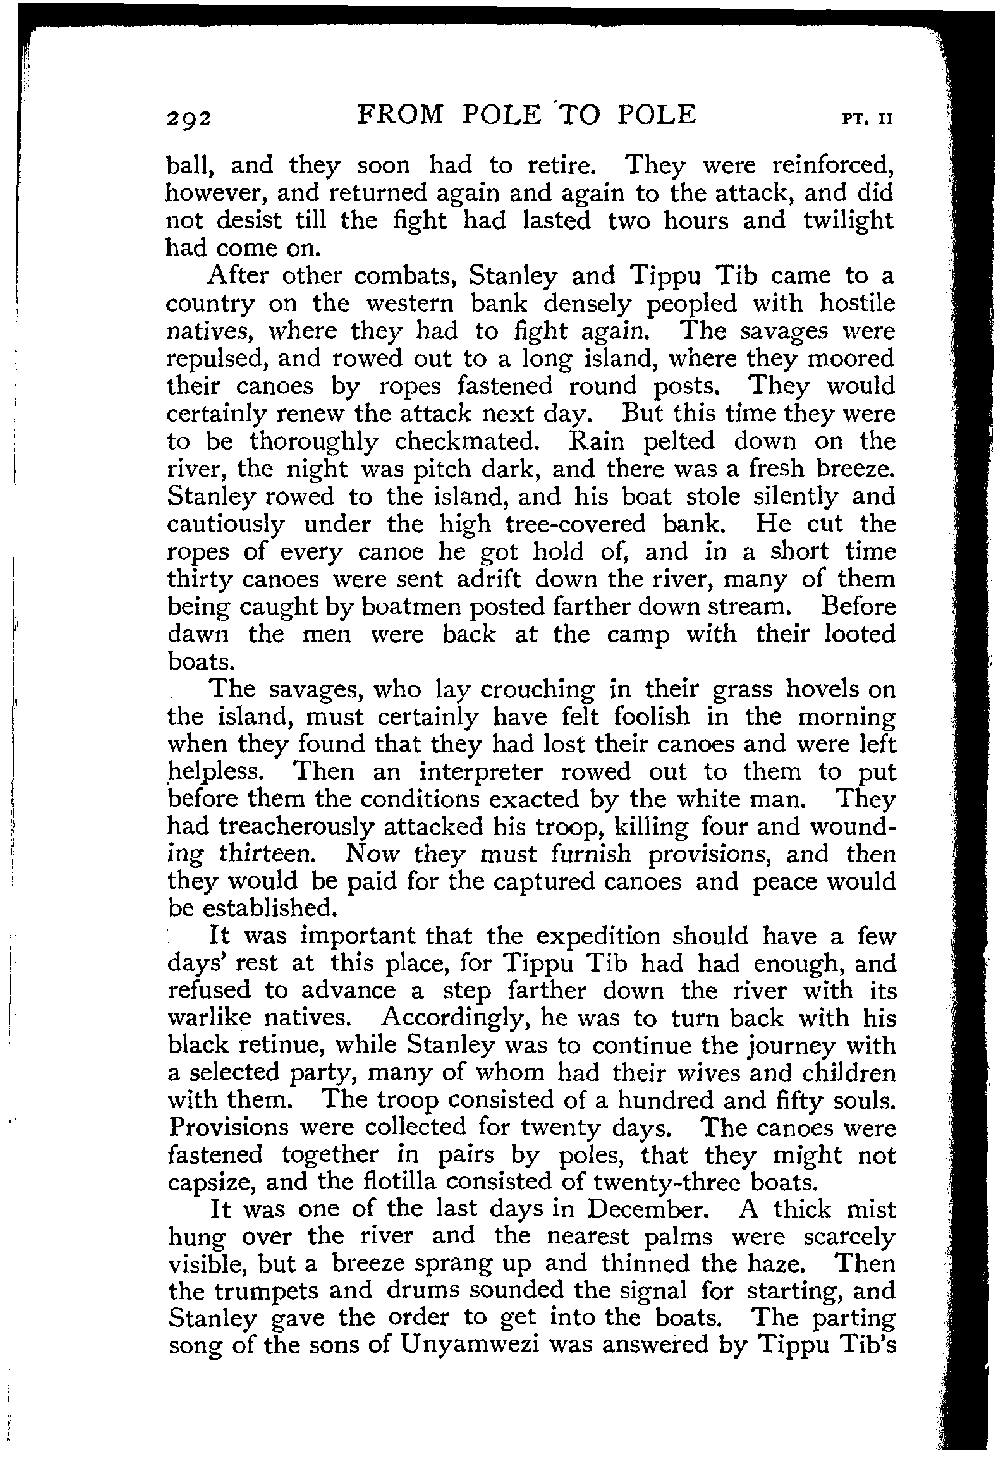 292 FROM POLE TO POLE PT. II
ball, and they soon had to retire. They were reinforced,
however, and returned again and again to the attack, and did
not desist till the fight had lasted two hours and twilight
had come on.
After other combats, Stanley and Tippu Tib came to a
country on the western bank densely peopled with hostile
natives, where they had to fight again. The savages were
repulsed, and rowed out to a long island, where they moored
their canoes by ropes fastened round posts. They would
certainly renew the attack next day. But this time they were
to be thoroughly checkmated. Rain pelted down on the
river, the night was pitch dark, and there was a fresh breeze.
Stanley rowed to the island, and his boat stole silently and
cautiously under the high tree-covered bank. He cut the
ropes of every canoe he got hold of, and in a short time
thirty canoes were sent adrift down the river, many of them
being caught by boatmen posted farther down stream. Before
dawn the men were back at the camp with their looted
boats.
The savages, who lay crouching in their grass hovels on
the island, must certainly have felt foolish in the morning
when they found that they had lost their canoes and were left
helpless. Then an interpreter rowed out to them to put
before them the conditions exacted by the white man. They
had treacherously attacked his troop, killing four and wound-
ing thirteen. Now they must furnish provisions, and then
they would be paid for the captured canoes and peace would
be established.
It was important that the expedition should have a few
days' rest at this place, for Tippu Tib had had enough, and
refused to advance a step farther down the river with its
warlike natives. Accordingly, he was to turn back with his
black retinue, while Stanley was to continue the journey with
a selected party, many of whom had their wives and children
with them. The troop consisted of a hundred and fifty souls.
Provisions were collected for twenty days. The canoes were
fastened together in pairs by poles, that they might not
capsize, and the flotilla consisted of twenty-three boats.
It was one of the last days in December. A thick mist
hung over the river and the nearest palms were scarcely
visible, but a breeze sprang up and thinned the haze. Then
the trumpets and drums sounded the signal for starting, and
Stanley gave the order to get into the boats. The parting
song of the sons of Unyamwezi was answered by Tippu Tib's